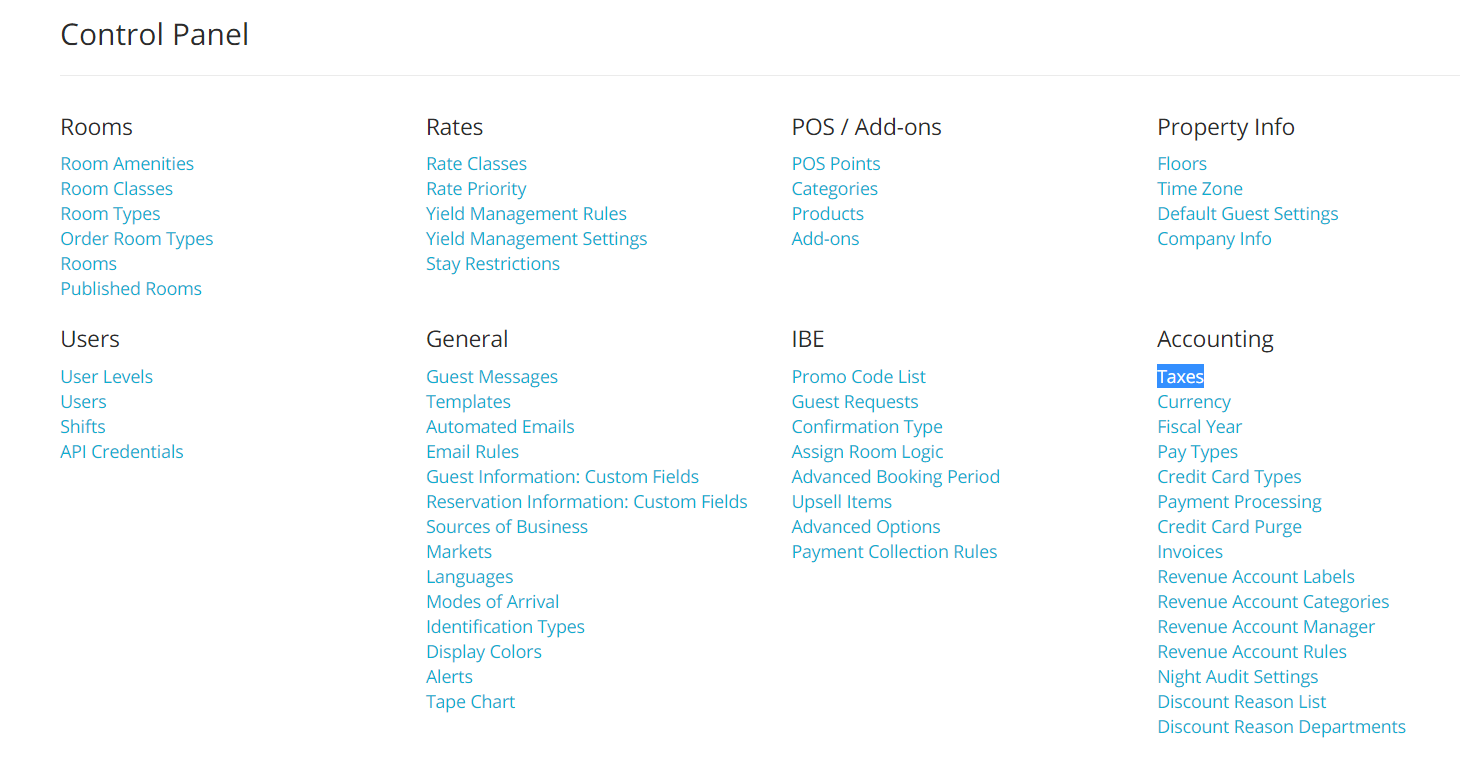 Control Panel
Rooms
Room Amenities
Room Classes
Room Types
Order Room Types
Rooms
Published Rooms
Rates
Rate Classes
Rate Priority
Yield Management Rules
Yield Management Settings
Stay Restrictions
POS / Add-ons
POS Points
Categories
Products
Add-ons
Property Info
Floors
Time Zone
Default Guest Settings
Company Info
Users
User Levels
Users
Shifts
API Credentials
General
Guest Messages
Templates
Automated Emails
Email Rules
Guest Information: Custom Fields
Reservation Information: Custom Fields
Sources of Business
Markets
Languages
Modes of Arrival
Identification Types
Display Colors
Alerts
Tape Chart
IBE
Promo Code List
Guest Requests
Confirmation Type
Assign Room Logic
Advanced Booking Period
Upsell Items
Advanced Options
Payment Collection Rules
Accounting
Taxes
Currency
Fiscal Year
Pay Types
Credit Card Types
Payment Processing
Credit Card Purge
Invoices
Revenue Account Labels
Revenue Account Categories
Revenue Account Manager
Revenue Account Rules
Night Audit Settings
Discount Reason List
Discount Reason Departments